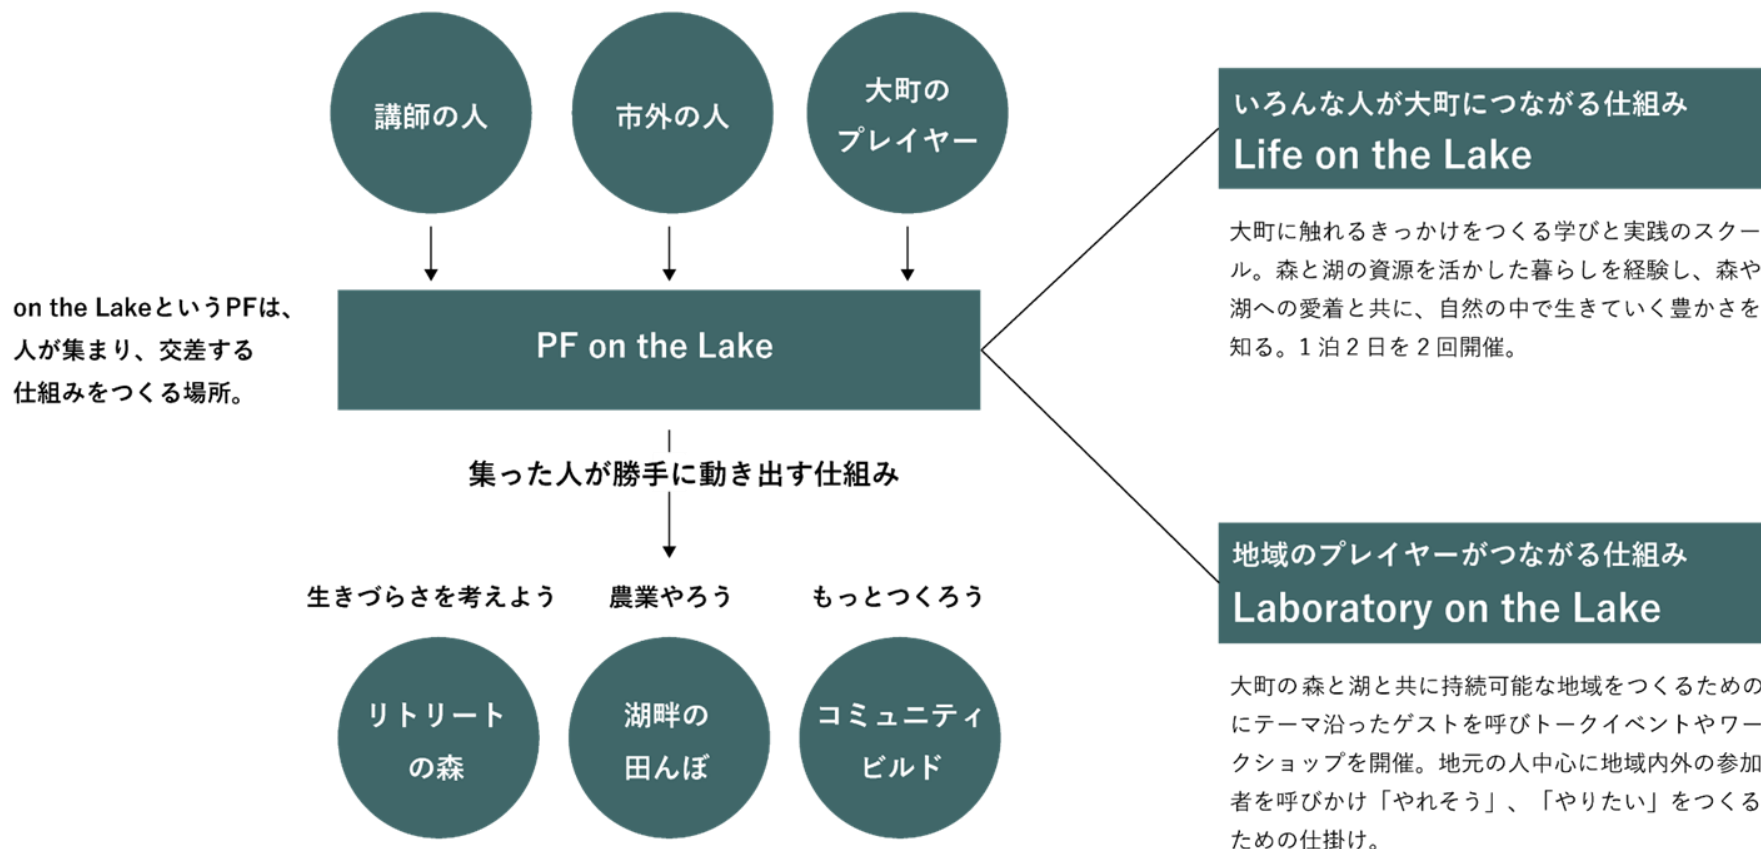 講師の人
市外の人
大町の
プレイヤー
on the LakeというPFは、
人が集まり、交差する
仕組みをつくる場所。
PF on the Lake
集った人が勝手に動き出す仕組み
生きづらさを考えよう
農業やろう
もっとつくろう
リトリート
の森
湖畔の
田んぼ
コミュニティ
ビルド
いろんな人が大町につながる仕組み
Life on the Lake
大町に触れるきっかけをつくる学びと実践のスクー
ル。森と湖の資源を活かした暮らしを経験し、森や
湖への愛着と共に、自然の中で生きていく豊かさを
知る。1泊2日を2回開催。
地域のプレイヤーがつながる仕組み
Laboratory on the Lake
大町の森と湖と共に持続可能な地域をつくるための
にテーマ沿ったゲストを呼びトークイベントやワー
クショップを開催。地元の人中心に地域内外の参加
者を呼びかけ「やれそう」、「やりたい」をつくる
ための仕掛け。